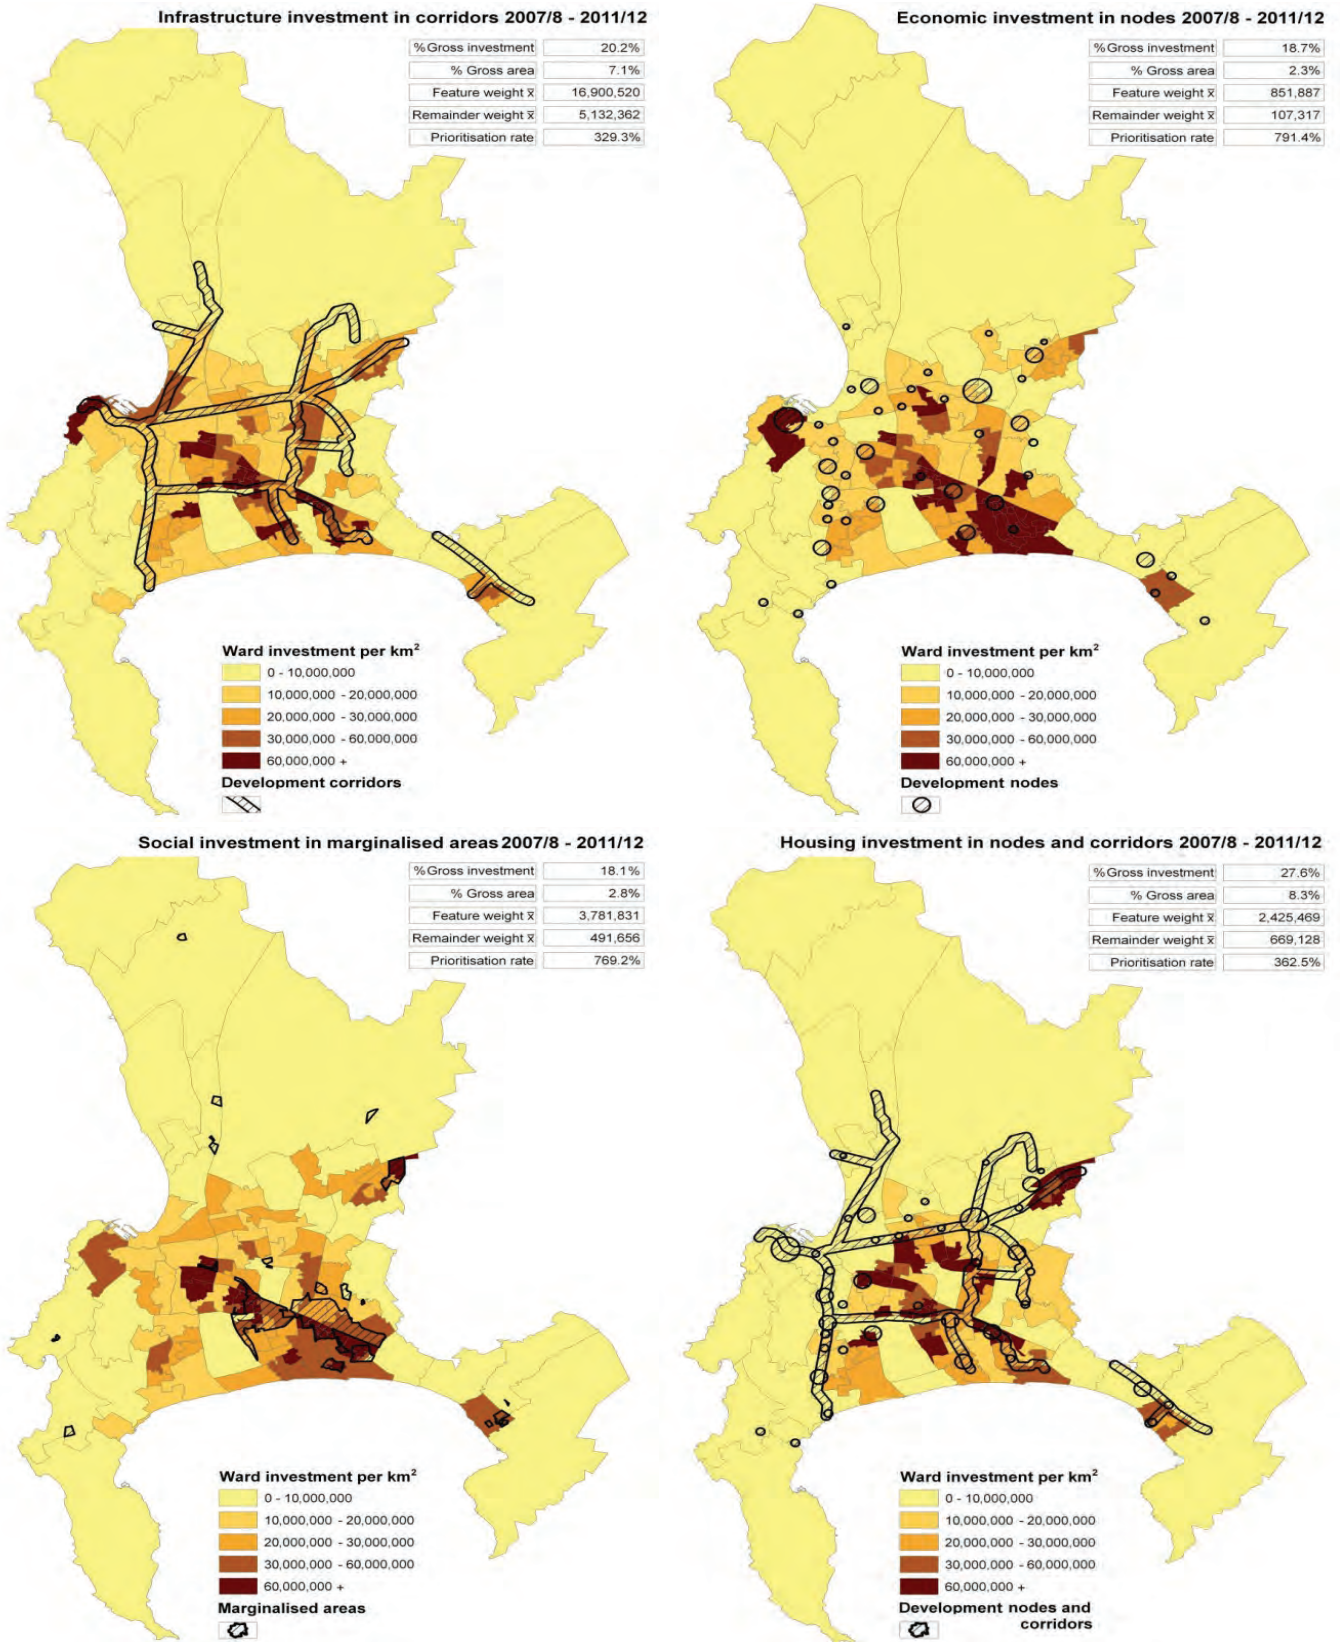 Infrastructure investment in corridors 2007/8 - 2011/12
%Gross investment 20.2%
% Gross area 7.1%
Feature weight x̄ 16,900,520
Remainder weight x̄ 5,132,362
Prioritisation rate 329.3%
Ward investment per km²
0 - 10,000,000
10,000,000 - 20,000,000
20,000,000 - 30,000,000
30,000,000 - 60,000,000
60,000,000 +
Development corridors
Economic investment in nodes 2007/8 - 2011/12
%Gross investment 18.7%
% Gross area 2.3%
Feature weight x̄ 851,887
Remainder weight x̄ 107,317
Prioritisation rate 791.4%
Ward investment per km²
0 - 10,000,000
10,000,000 - 20,000,000
20,000,000 - 30,000,000
30,000,000 - 60,000,000
60,000,000 +
Development nodes
Social investment in marginalised areas 2007/8 - 2011/12
%Gross investment 18.1%
% Gross area 2.8%
Feature weight x̄ 3,781,831
Remainder weight x̄ 491,656
Prioritisation rate 769.2%
Ward investment per km²
0 - 10,000,000
10,000,000 - 20,000,000
20,000,000 - 30,000,000
30,000,000 - 60,000,000
60,000,000 +
Marginalised areas
Housing investment in nodes and corridors 2007/8 - 2011/12
%Gross investment 27.6%
% Gross area 8.3%
Feature weight x̄ 2,425,469
Remainder weight x̄ 669,128
Prioritisation rate 362.5%
Ward investment per km²
0 - 10,000,000
10,000,000 - 20,000,000
20,000,000 - 30,000,000
30,000,000 - 60,000,000
60,000,000 +
Development nodes and
corridors